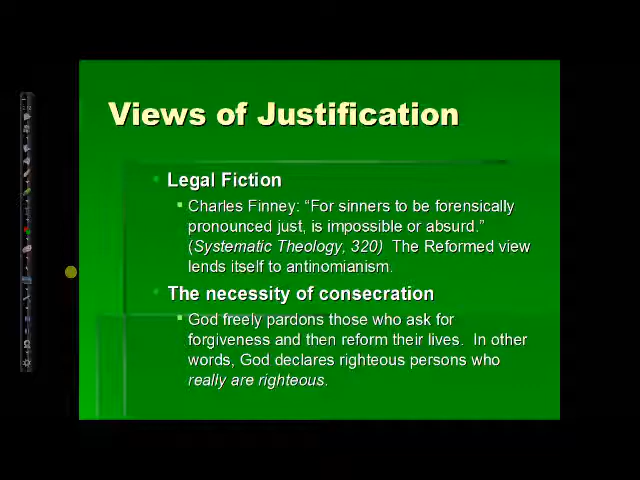 Views of Justification
Legal Fiction
Charles Finney: “For sinners to be forensically
pronounced just, is impossible or absurd.”
(Systematic Theology, 320)  The Reformed view
lends itself to antinomianism.
The necessity of consecration
God freely pardons those who ask for
forgiveness and then reform their lives.  In other
words, God declares righteous persons who
really are righteous.